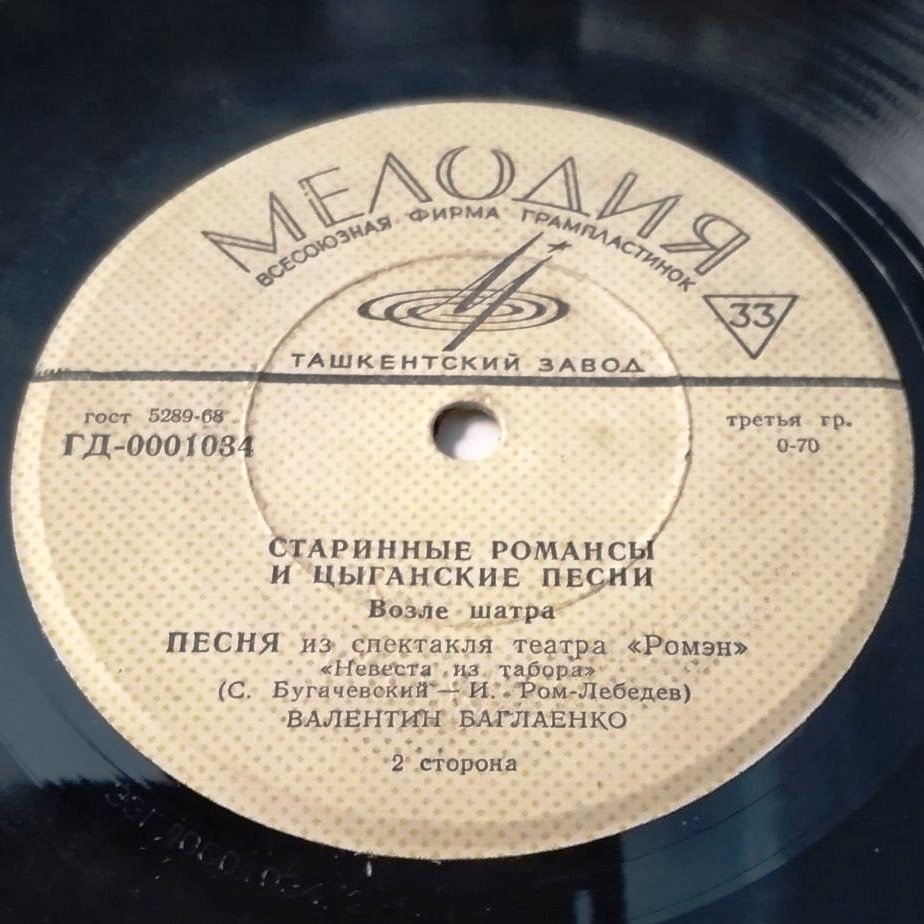 МЕЛОДИЯ
ВСЕСОЮЗНАЯ ФИРМА ГРАМПЛАСТИНОК
33
ТАШКЕНТСКИЙ ЗАВОД
гост 5289-68
ГД-0001034
третья гр.
0-70
СТАРИННЫЕ РОМАНСЫ
И ЦЫГАНСКИЕ ПЕСНИ
Возле шатра
ПЕСНЯ из спектакля театра «Ромэн»
«Невеста из табора»
(С. Бугачевский — И. Ром-Лебедев)
ВАЛЕНТИН БАГЛАЕНКО
2 сторона